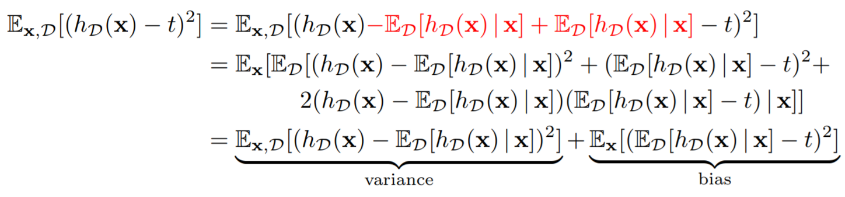 𝔼_{𝐱,𝒟}[(h_𝒟(𝐱) − t)²] = 𝔼_{𝐱,𝒟}[(h_𝒟(𝐱)−𝔼_𝒟[h_𝒟(𝐱) | 𝐱] + 𝔼_𝒟[h_𝒟(𝐱) | 𝐱] − t)²]
= 𝔼_𝐱[𝔼_𝒟[(h_𝒟(𝐱) − 𝔼_𝒟[h_𝒟(𝐱) | 𝐱])² + (𝔼_𝒟[h_𝒟(𝐱) | 𝐱] − t)²+
2(h_𝒟(𝐱) − 𝔼_𝒟[h_𝒟(𝐱) | 𝐱])(𝔼_𝒟[h_𝒟(𝐱) | 𝐱] − t) | 𝐱]]
= 𝔼_{𝐱,𝒟}[(h_𝒟(𝐱) − 𝔼_𝒟[h_𝒟(𝐱) | 𝐱])²] + 𝔼_𝐱[(𝔼_𝒟[h_𝒟(𝐱) | 𝐱] − t)²]
variance bias